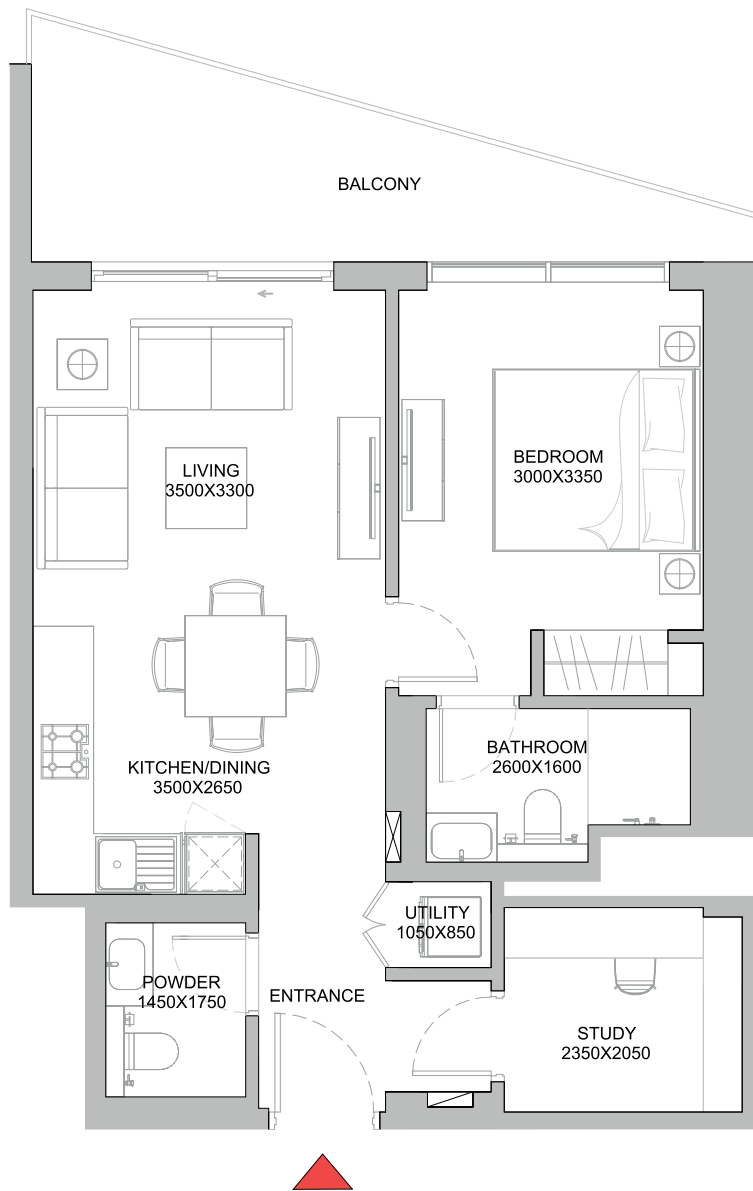 BALCONY
LIVING
3500X3300
BEDROOM
3000X3350
KITCHEN/DINING
3500X2650
BATHROOM
2600X1600
UTILITY
1050X850
POWDER
1450X1750
ENTRANCE
STUDY
2350X2050